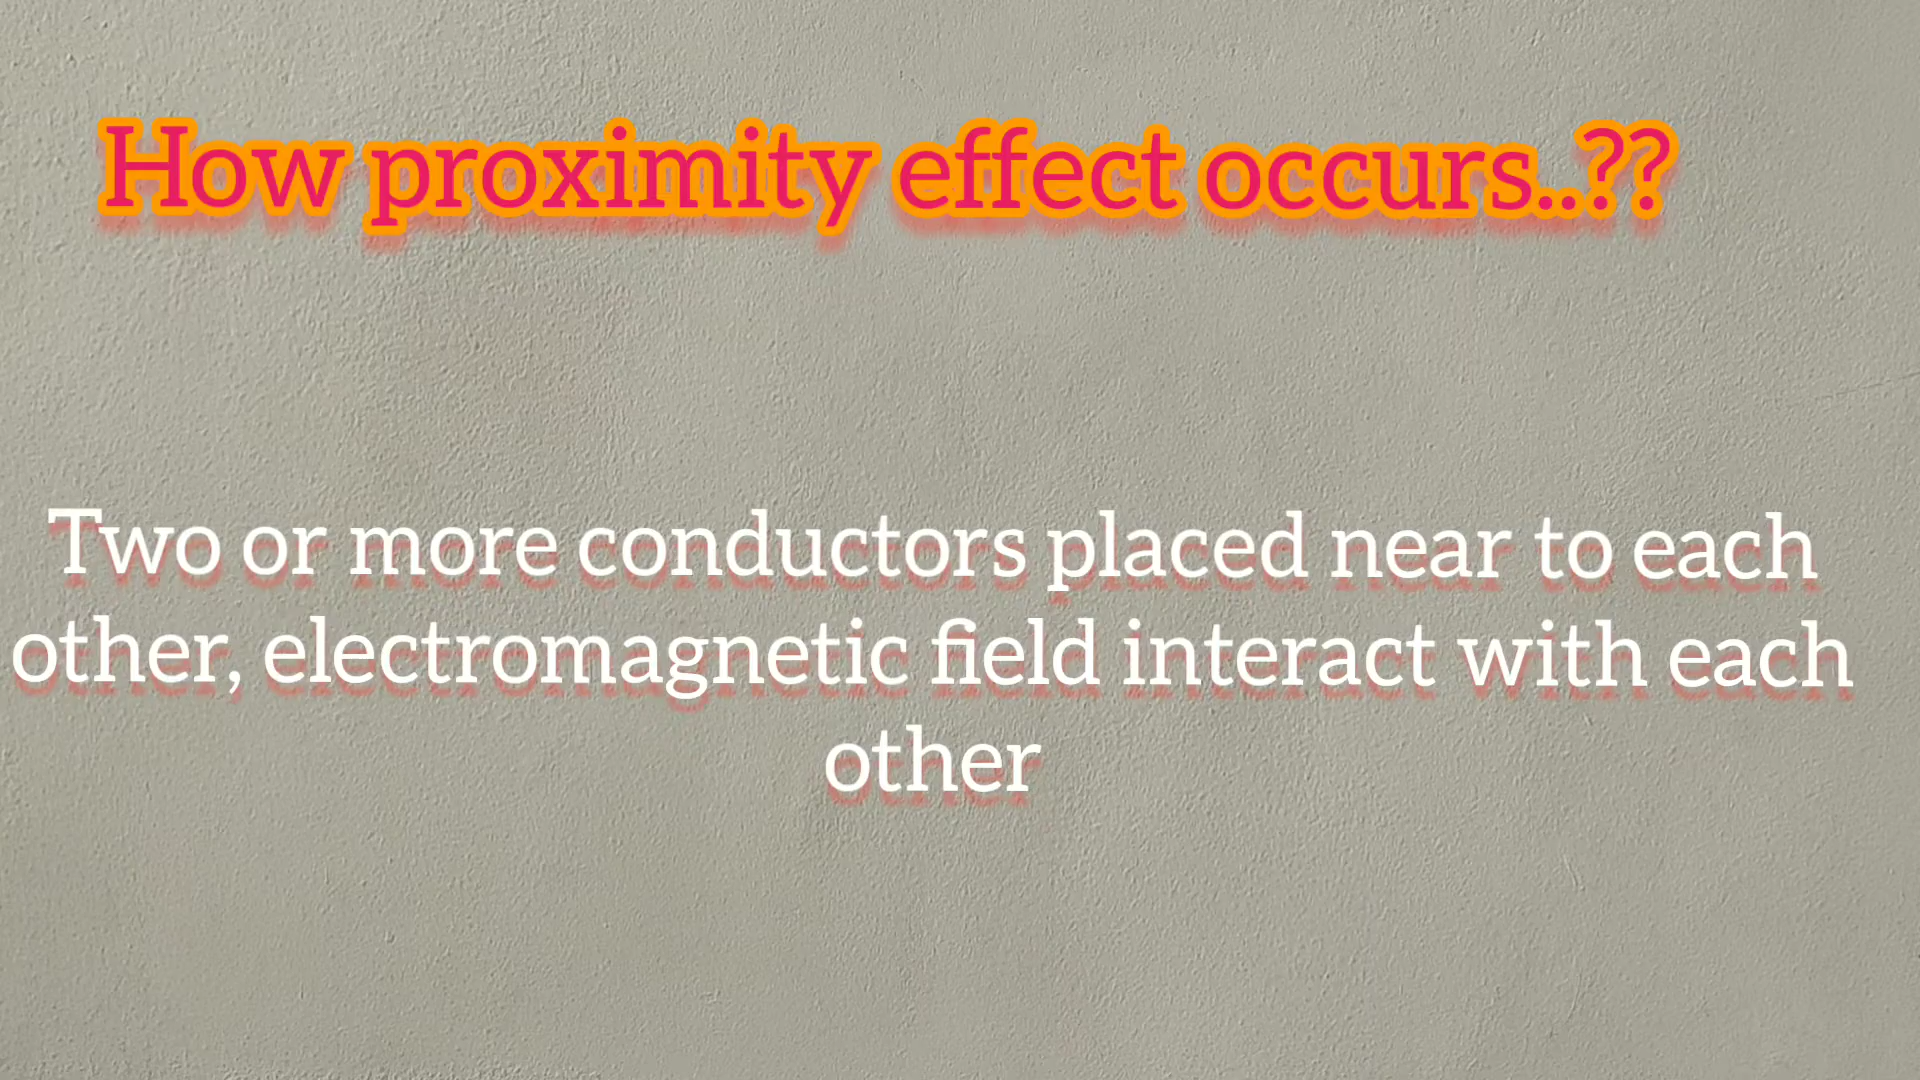 How proximity effect occurs..??
Two or more conductors placed near to each
other, electromagnetic field interact with each
other